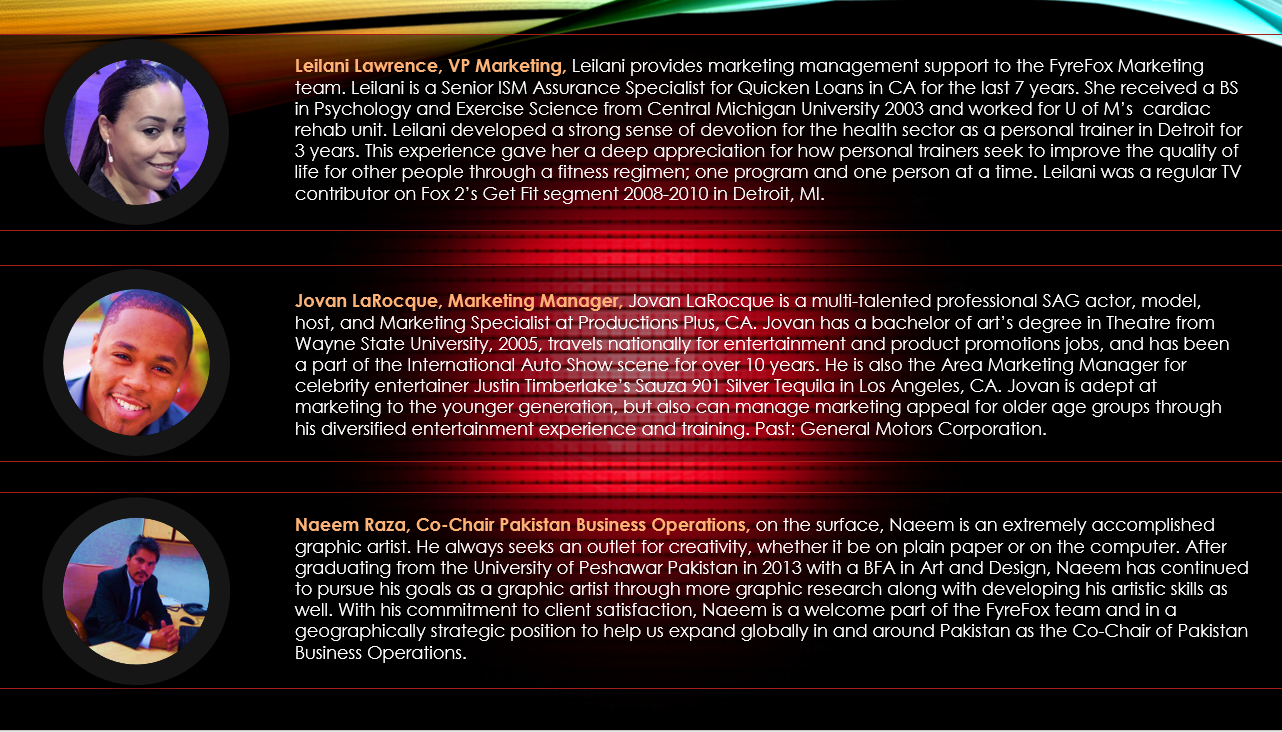 Leilani Lawrence, VP Marketing, Leilani provides marketing management support to the FyreFox Marketing
team. Leilani is a Senior ISM Assurance Specialist for Quicken Loans in CA for the last 7 years. She received a BS
in Psychology and Exercise Science from Central Michigan University 2003 and worked for U of M's  cardiac
rehab unit. Leilani developed a strong sense of devotion for the health sector as a personal trainer in Detroit for
3 years. This experience gave her a deep appreciation for how personal trainers seek to improve the quality of
life for other people through a fitness regimen; one program and one person at a time. Leilani was a regular TV
contributor on Fox 2's Get Fit segment 2008-2010 in Detroit, MI.
Jovan LaRocque, Marketing Manager, Jovan LaRocque is a multi-talented professional SAG actor, model,
host, and Marketing Specialist at Productions Plus, CA. Jovan has a bachelor of art's degree in Theatre from
Wayne State University, 2005, travels nationally for entertainment and product promotions jobs, and has been
a part of the International Auto Show scene for over 10 years. He is also the Area Marketing Manager for
celebrity entertainer Justin Timberlake's Sauza 901 Silver Tequila in Los Angeles, CA. Jovan is adept at
marketing to the younger generation, but also can manage marketing appeal for older age groups through
his diversified entertainment experience and training. Past: General Motors Corporation.
Naeem Raza, Co-Chair Pakistan Business Operations, on the surface, Naeem is an extremely accomplished
graphic artist. He always seeks an outlet for creativity, whether it be on plain paper or on the computer. After
graduating from the University of Peshawar Pakistan in 2013 with a BFA in Art and Design, Naeem has continued
to pursue his goals as a graphic artist through more graphic research along with developing his artistic skills as
well. With his commitment to client satisfaction, Naeem is a welcome part of the FyreFox team and in a
geographically strategic position to help us expand globally in and around Pakistan as the Co-Chair of Pakistan
Business Operations.